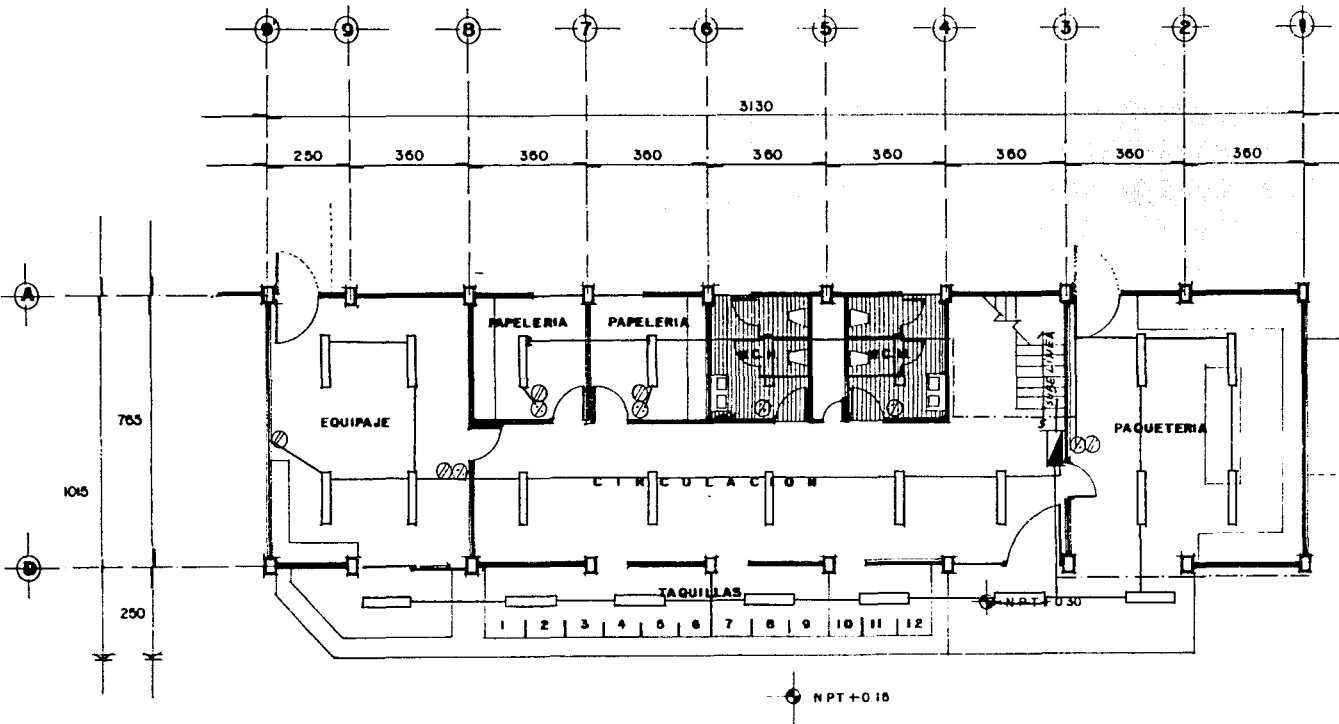 9' 9 8 7 6 5 4 3 2 1
3130
250 360 360 360 360 360 360 360 360
A
PAPELERIA PAPELERIA
W.C.H. W.C.M.
SUBE LINEA
S
765
EQUIPAJE
PAQUETERIA
CIRCULACION
1015
D
TAQUILLAS
NPT+0.30
250
1 2 3 4 5 6 7 8 9 10 11 12
NPT+0.15